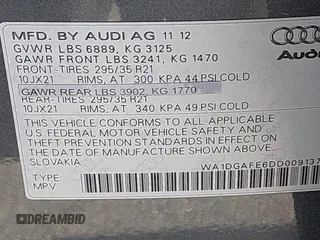 MFD. BY AUDI AG 11 12
GVWR LBS 6889, KG 3125
GAWR FRONT LBS 3241, KG 1470
FRONT-TIRES 295/35 R21
10JX21 RIMS, AT 300 KPA 44 PSI COLD
GAWR REAR LBS 3902, KG 1770
REAR-TIRES 295/35 R21
10JX21 RIMS, AT 340 KPA 49 PSI COLD
THIS VEHICLE CONFORMS TO ALL APPLICABLE
FEDERAL MOTOR VEHICLE SAFETY AND
THEFT PREVENTION STANDARDS IN EFFECT ON
THE DATE OF MANUFACTURE SHOWN ABOVE.
SLOVAKIA WA1DGAFE6DD009137
TYPE:
MPV
Audi
© DREAMBID